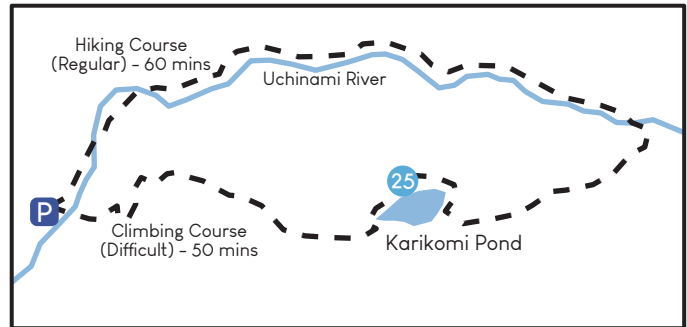 Hiking Course
(Regular) - 60 mins
Uchinami River
P
25
Climbing Course
(Difficult) - 50 mins
Karikomi Pond